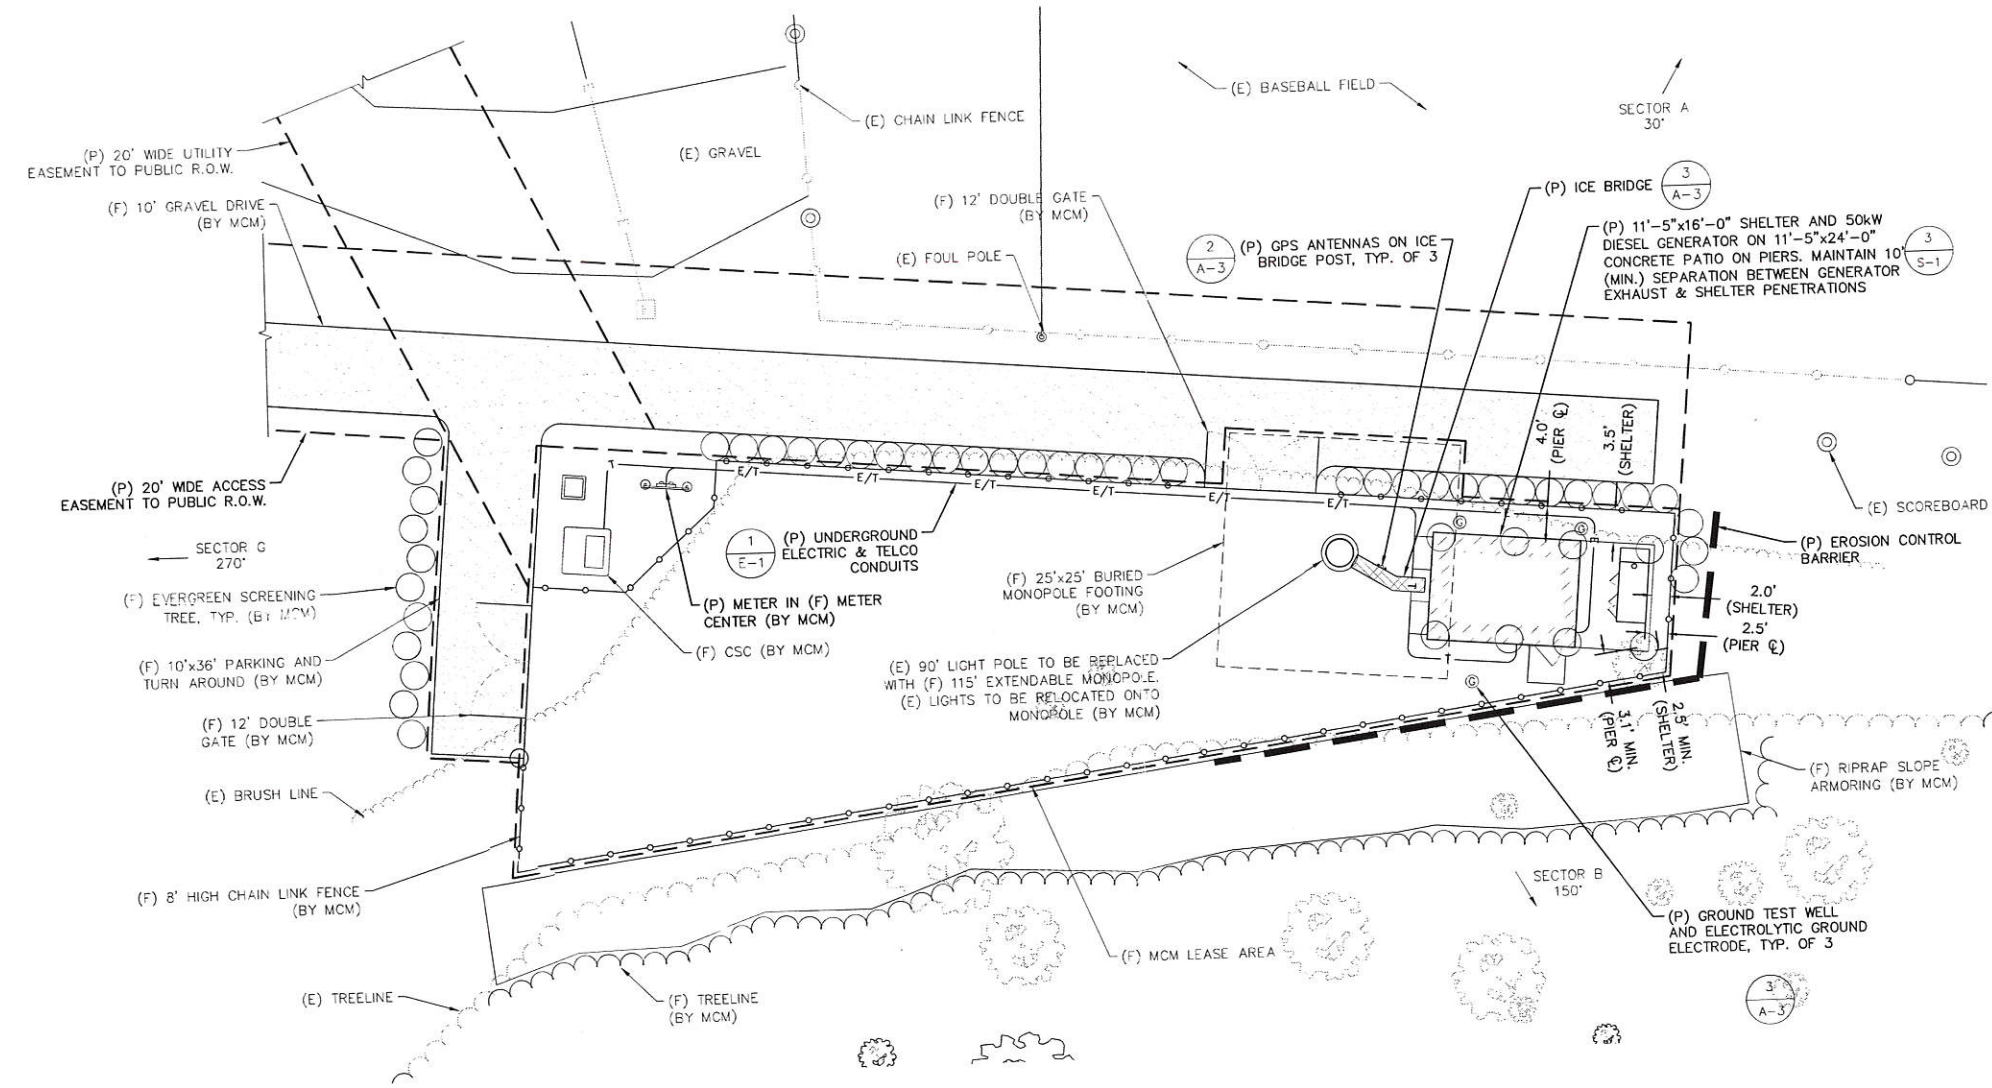 (E) BASEBALL FIELD
SECTOR A
30°
(E) CHAIN LINK FENCE
(E) GRAVEL
(P) 20' WIDE UTILITY
EASEMENT TO PUBLIC R.O.W.
(F) 10' GRAVEL DRIVE
(BY MCM)
(F) 12' DOUBLE GATE
(BY MCM)
(P) ICE BRIDGE
3
A-3
2
A-3
(P) GPS ANTENNAS ON ICE
BRIDGE POST, TYP. OF 3
(P) 11'-5"x16'-0" SHELTER AND 50kW
DIESEL GENERATOR ON 11'-5"x24'-0"
CONCRETE PATIO ON PIERS. MAINTAIN 10'
(MIN.) SEPARATION BETWEEN GENERATOR
EXHAUST & SHELTER PENETRATIONS
3
S-1
(E) FOUL POLE
4.0'
(PIER ℄)
3.5'
(SHELTER)
(P) 20' WIDE ACCESS
EASEMENT TO PUBLIC R.O.W.
T
E/T
E/T
E/T
E/T
E/T
E
(E) SCOREBOARD
SECTOR G
270°
1
E-1
(P) UNDERGROUND
ELECTRIC & TELCO
CONDUITS
G
G
(P) EROSION CONTROL
BARRIER
(F) EVERGREEN SCREENING
TREE, TYP. (BY MCM)
(P) METER IN (F) METER
CENTER (BY MCM)
(F) 25'x25' BURIED
MONOPOLE FOOTING
(BY MCM)
T
2.0'
(SHELTER)
2.5'
(PIER ℄)
(F) CSC (BY MCM)
(F) 10'x36' PARKING AND
TURN AROUND (BY MCM)
(E) 90' LIGHT POLE TO BE REPLACED
WITH (F) 115' EXTENDABLE MONOPOLE.
(E) LIGHTS TO BE RELOCATED ONTO
MONOPOLE (BY MCM)
T
G
(F) 12' DOUBLE
GATE (BY MCM)
3.1' MIN.
(PIER ℄)
2.5' MIN.
(SHELTER)
(E) BRUSH LINE
(F) RIPRAP SLOPE
ARMORING (BY MCM)
(F) 8' HIGH CHAIN LINK FENCE
(BY MCM)
SECTOR B
150°
(P) GROUND TEST WELL
AND ELECTROLYTIC GROUND
ELECTRODE, TYP. OF 3
(F) MCM LEASE AREA
(E) TREELINE
(F) TREELINE
(BY MCM)
3
A-3